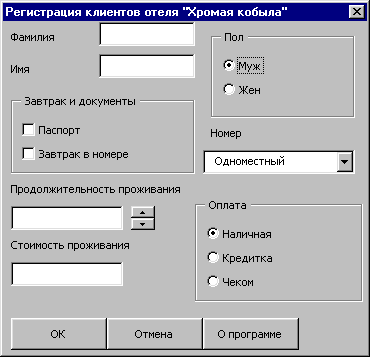 Регистрация клиентов отеля "Хромая кобыла"
Фамилия
Имя
Пол
Муж
Жен
Завтрак и документы
Паспорт
Завтрак в номере
Номер
Одноместный
Продолжительность проживания
Стоимость проживания
Оплата
Наличная
Кредитка
Чеком
ОК
Отмена
О программе